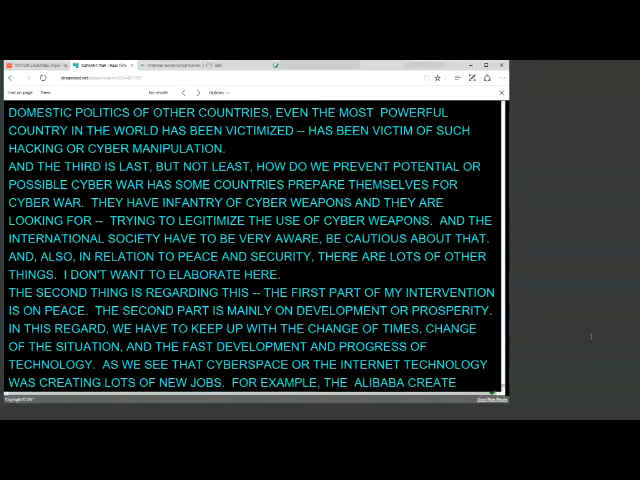 streamtext.net
Find on page
No results
Options
DOMESTIC POLITICS OF OTHER COUNTRIES, EVEN THE MOST POWERFUL
COUNTRY IN THE WORLD HAS BEEN VICTIMIZED -- HAS BEEN VICTIM OF SUCH
HACKING OR CYBER MANIPULATION.
AND THE THIRD IS LAST, BUT NOT LEAST, HOW DO WE PREVENT POTENTIAL OR
POSSIBLE CYBER WAR HAS SOME COUNTRIES PREPARE THEMSELVES FOR
CYBER WAR. THEY HAVE INFANTRY OF CYBER WEAPONS AND THEY ARE
LOOKING FOR -- TRYING TO LEGITIMIZE THE USE OF CYBER WEAPONS. AND THE
INTERNATIONAL SOCIETY HAVE TO BE VERY AWARE, BE CAUTIOUS ABOUT THAT.
AND, ALSO, IN RELATION TO PEACE AND SECURITY, THERE ARE LOTS OF OTHER
THINGS. I DON'T WANT TO ELABORATE HERE.
THE SECOND THING IS REGARDING THIS -- THE FIRST PART OF MY INTERVENTION
IS ON PEACE. THE SECOND PART IS MAINLY ON DEVELOPMENT OR PROSPERITY.
IN THIS REGARD, WE HAVE TO KEEP UP WITH THE CHANGE OF TIMES, CHANGE
OF THE SITUATION, AND THE FAST DEVELOPMENT AND PROGRESS OF
TECHNOLOGY. AS WE SEE THAT CYBERSPACE OR THE INTERNET TECHNOLOGY
WAS CREATING LOTS OF NEW JOBS. FOR EXAMPLE, THE ALIBABA CREATE